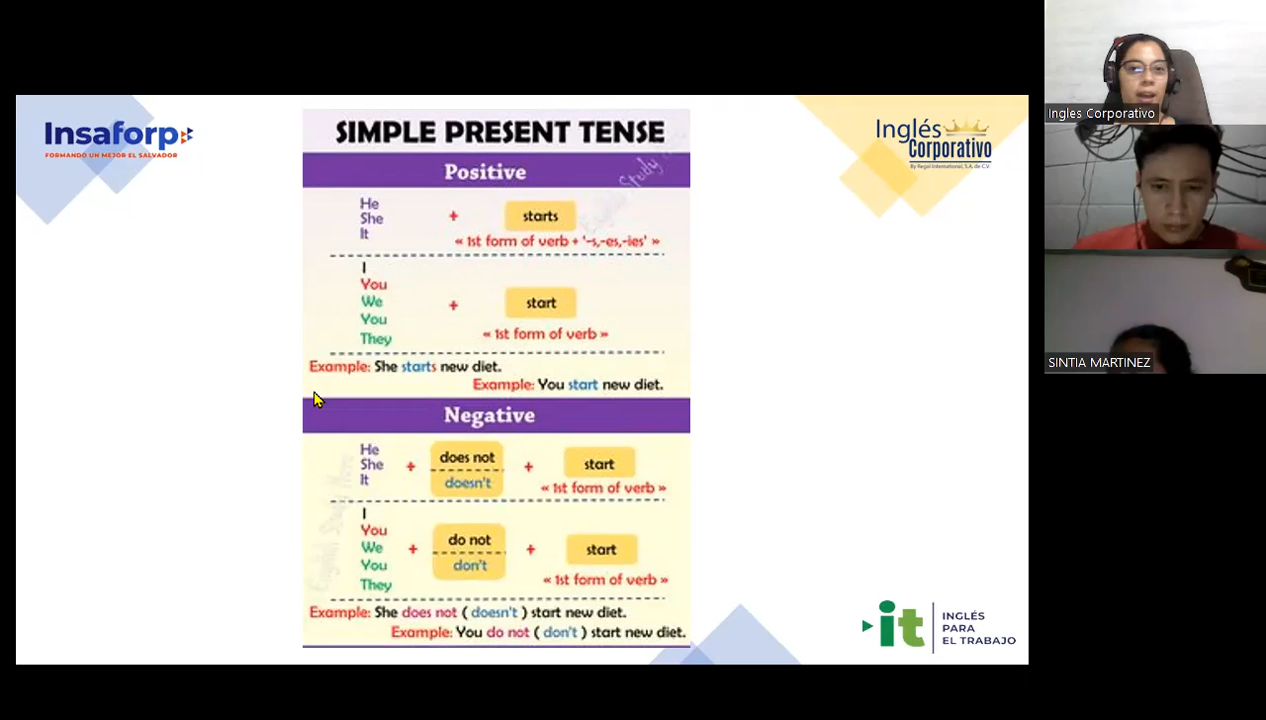 Insaforp
FORMANDO UN MEJOR EL SALVADOR
SIMPLE PRESENT TENSE
Inglés
Corporativo
By Regal International, S.A. de C.V.
Positive
He
She
It
+
starts
« 1st form of verb + '-s,-es,-ies' »
I
You
We
You
They
+
start
« 1st form of verb »
Example: She starts new diet.
Example: You start new diet.
Negative
He
She
It
+
does not
doesn't
+
start
« 1st form of verb »
I
You
We
You
They
+
do not
don't
+
start
« 1st form of verb »
Example: She does not ( doesn't ) start new diet.
Example: You do not ( don't ) start new diet.
it
INGLÉS
PARA
EL TRABAJO
Ingles Corporativo
SINTIA MARTINEZ